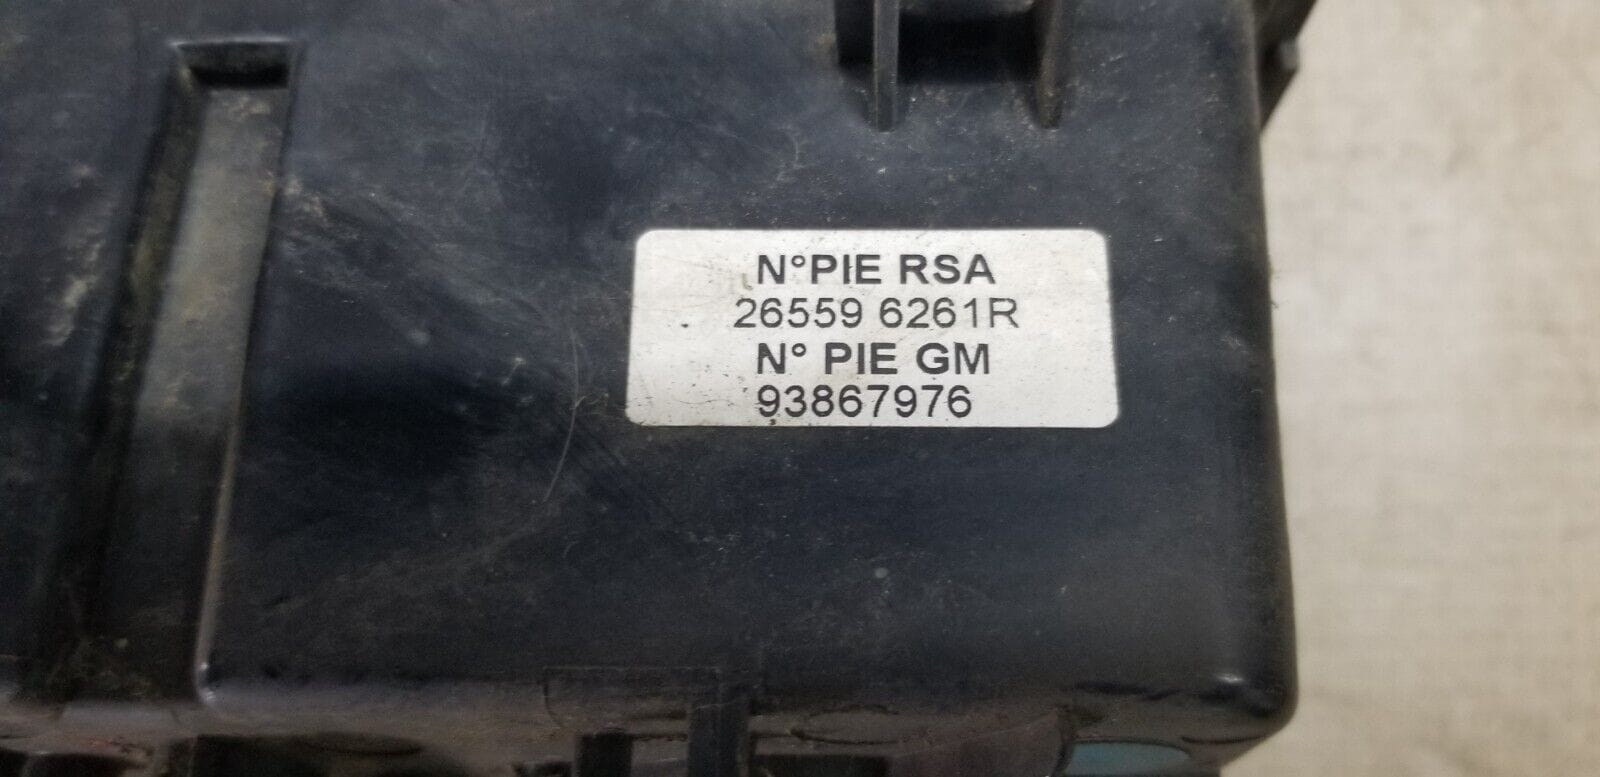 N°PIE RSA
26559 6261R
N° PIE GM
93867976